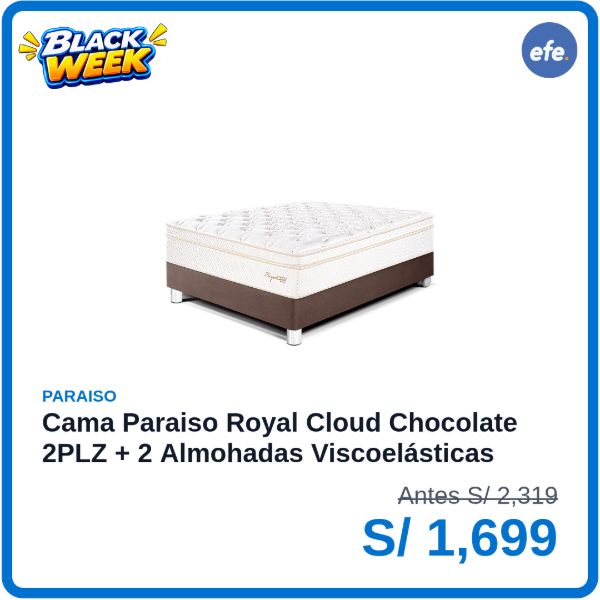 BLACK
WEEK
efe.
PARAISO
Cama Paraiso Royal Cloud Chocolate
2PLZ + 2 Almohadas Viscoelásticas
Antes S/ 2,319
S/ 1,699